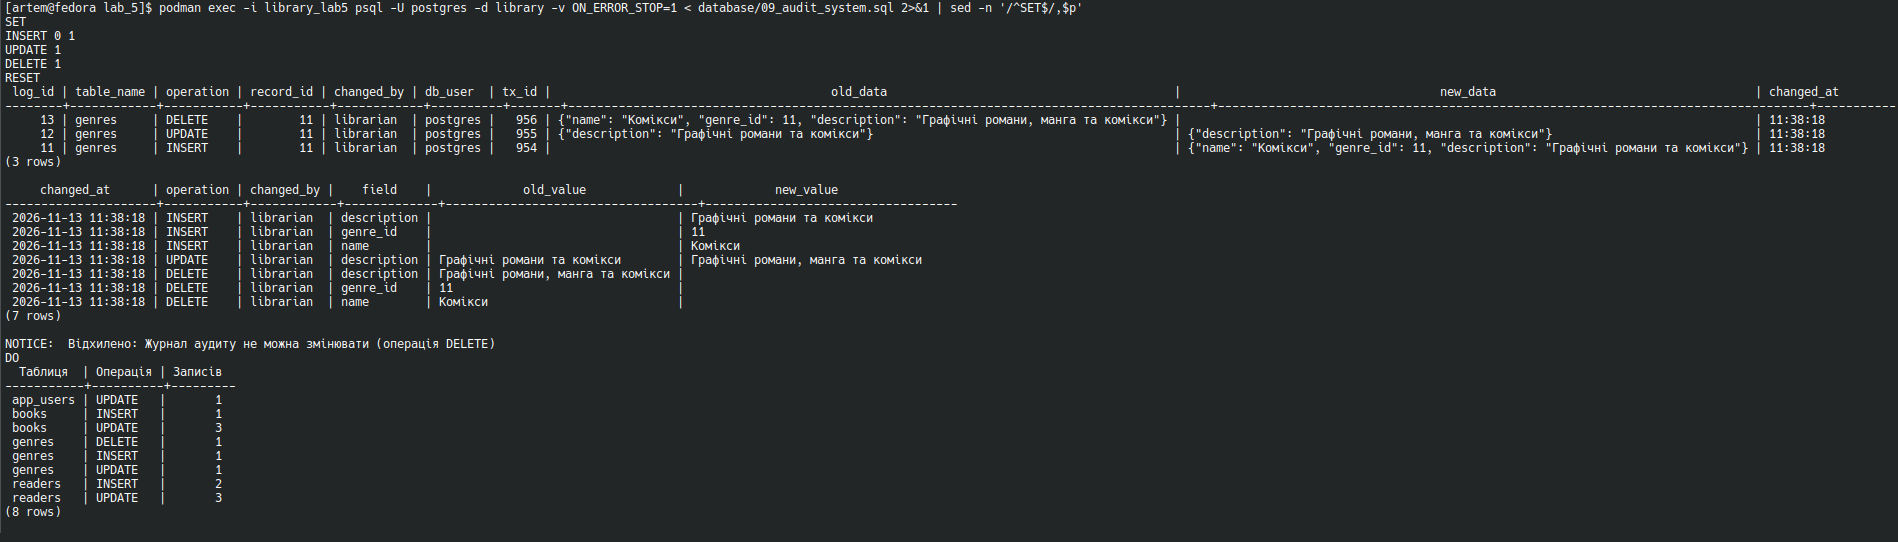 [artem@fedora lab_5]$ podman exec -i library_lab5 psql -U postgres -d library -v ON_ERROR_STOP=1 < database/09_audit_system.sql 2>&1 | sed -n '/^SET$/,$p'
SET
INSERT 0 1
UPDATE 1
DELETE 1
RESET
 log_id | table_name | operation | record_id | changed_by | db_user  | tx_id |                                        old_data                                         |                                    new_data                                     | changed_at
--------+------------+-----------+-----------+------------+----------+-------+-----------------------------------------------------------------------------------------+---------------------------------------------------------------------------------+-----------
     13 | genres     | DELETE    |        11 | librarian  | postgres |   956 | {"name": "Комікси", "genre_id": 11, "description": "Графічні романи, манга та комікси"} |                                                                                 | 11:38:18
     12 | genres     | UPDATE    |        11 | librarian  | postgres |   955 | {"description": "Графічні романи та комікси"}                                           | {"description": "Графічні романи, манга та комікси"}                            | 11:38:18
     11 | genres     | INSERT    |        11 | librarian  | postgres |   954 |                                                                                         | {"name": "Комікси", "genre_id": 11, "description": "Графічні романи та комікси"} | 11:38:18
(3 rows)
     changed_at      | operation | changed_by |    field    |             old_value             |             new_value
---------------------+-----------+------------+-------------+-----------------------------------+-----------------------------------
 2026-11-13 11:38:18 | INSERT    | librarian  | description |                                   | Графічні романи та комікси
 2026-11-13 11:38:18 | INSERT    | librarian  | genre_id    |                                   | 11
 2026-11-13 11:38:18 | INSERT    | librarian  | name        |                                   | Комікси
 2026-11-13 11:38:18 | UPDATE    | librarian  | description | Графічні романи та комікси        | Графічні романи, манга та комікси
 2026-11-13 11:38:18 | DELETE    | librarian  | description | Графічні романи, манга та комікси |
 2026-11-13 11:38:18 | DELETE    | librarian  | genre_id    | 11                                |
 2026-11-13 11:38:18 | DELETE    | librarian  | name        | Комікси                           |
(7 rows)
NOTICE:  Відхилено: Журнал аудиту не можна змінювати (операція DELETE)
DO
  Таблиця  | Операція | Записів
-----------+----------+---------
 app_users | UPDATE   |       1
 books     | INSERT   |       1
 books     | UPDATE   |       3
 genres    | DELETE   |       1
 genres    | INSERT   |       1
 genres    | UPDATE   |       1
 readers   | INSERT   |       2
 readers   | UPDATE   |       3
(8 rows)